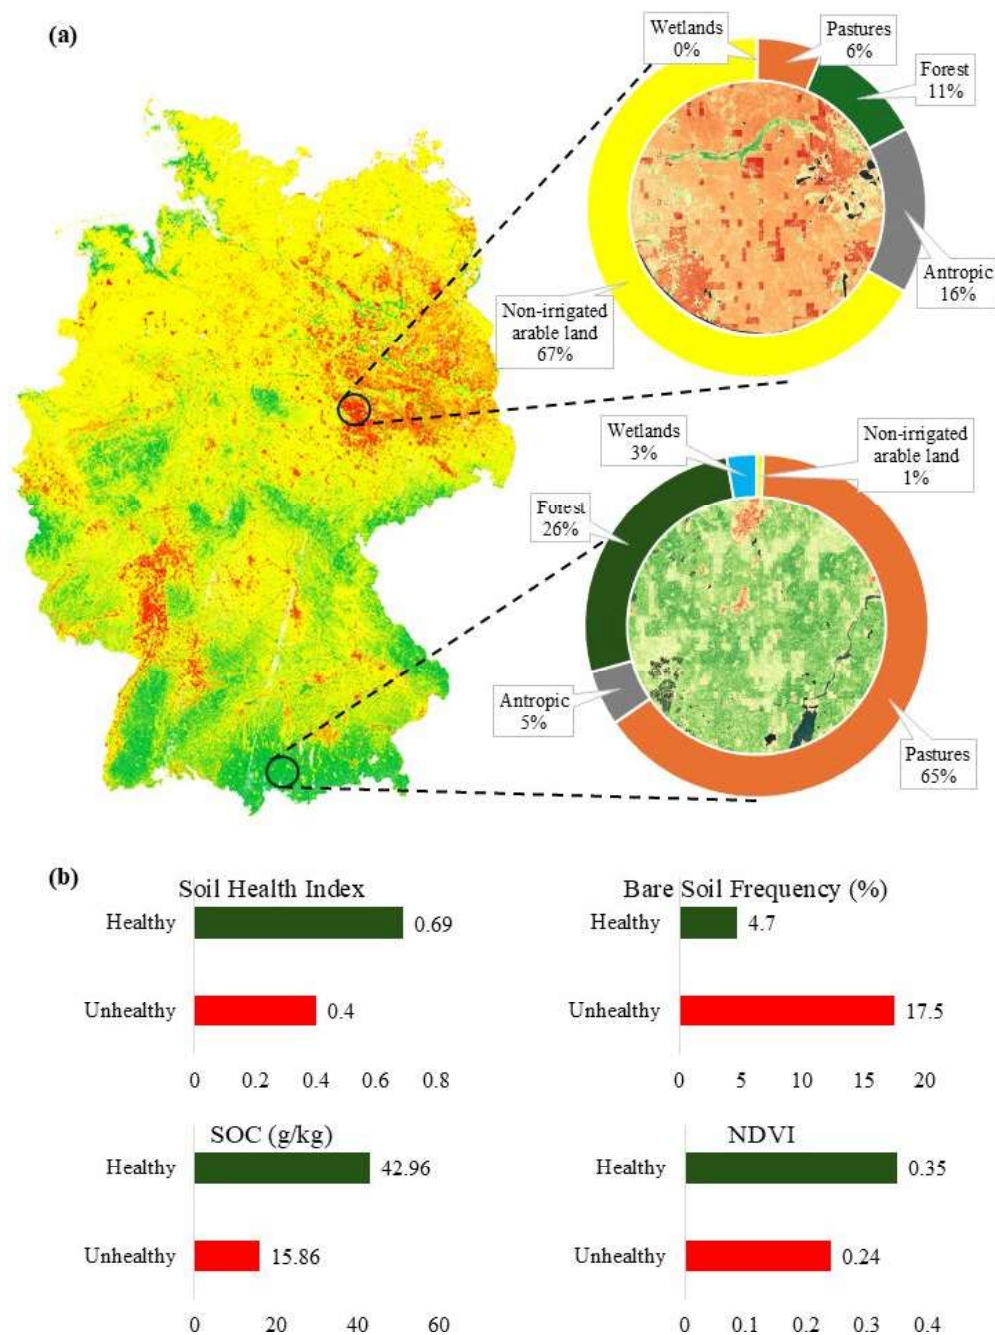 (a)
Wetlands
0%
Pastures
6%
Forest
11%
Antropic
16%
Non-irrigated
arable land
67%
Wetlands
3%
Non-irrigated
arable land
1%
Forest
26%
Antropic
5%
Pastures
65%
(b)
Soil Health Index
Healthy
0.69
Unhealthy
0.4
0 0.2 0.4 0.6 0.8
Bare Soil Frequency (%)
Healthy
4.7
Unhealthy
17.5
0 5 10 15 20
SOC (g/kg)
Healthy
42.96
Unhealthy
15.86
0 20 40 60
NDVI
Healthy
0.35
Unhealthy
0.24
0 0.1 0.2 0.3 0.4